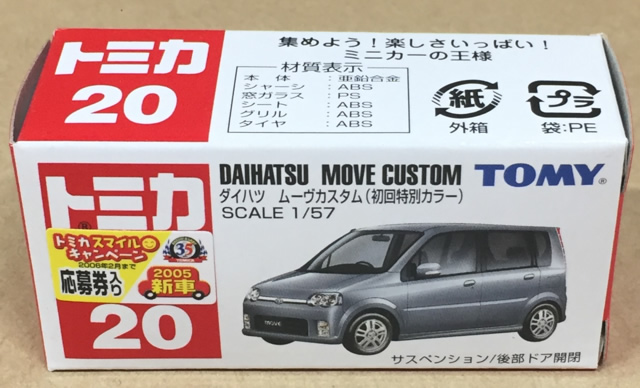 トミカ
20
集めよう!楽しさいっぱい!
ミニカーの王様
材質表示
本体:亜鉛合金
シャーシ:ABS
窓ガラス:PS
シート:ABS
グリル:ABS
タイヤ:ABS
紙
外箱
プラ
袋:PE
トミカ
DAIHATSU MOVE CUSTOM
TOMY®
ダイハツ ムーヴカスタム(初回特別カラー)
SCALE 1/57
トミカスマイル
キャンペーン
2006年2月まで
応募券入り
35
2005
新車
20
MOVE
サスペンション/後部ドア開閉